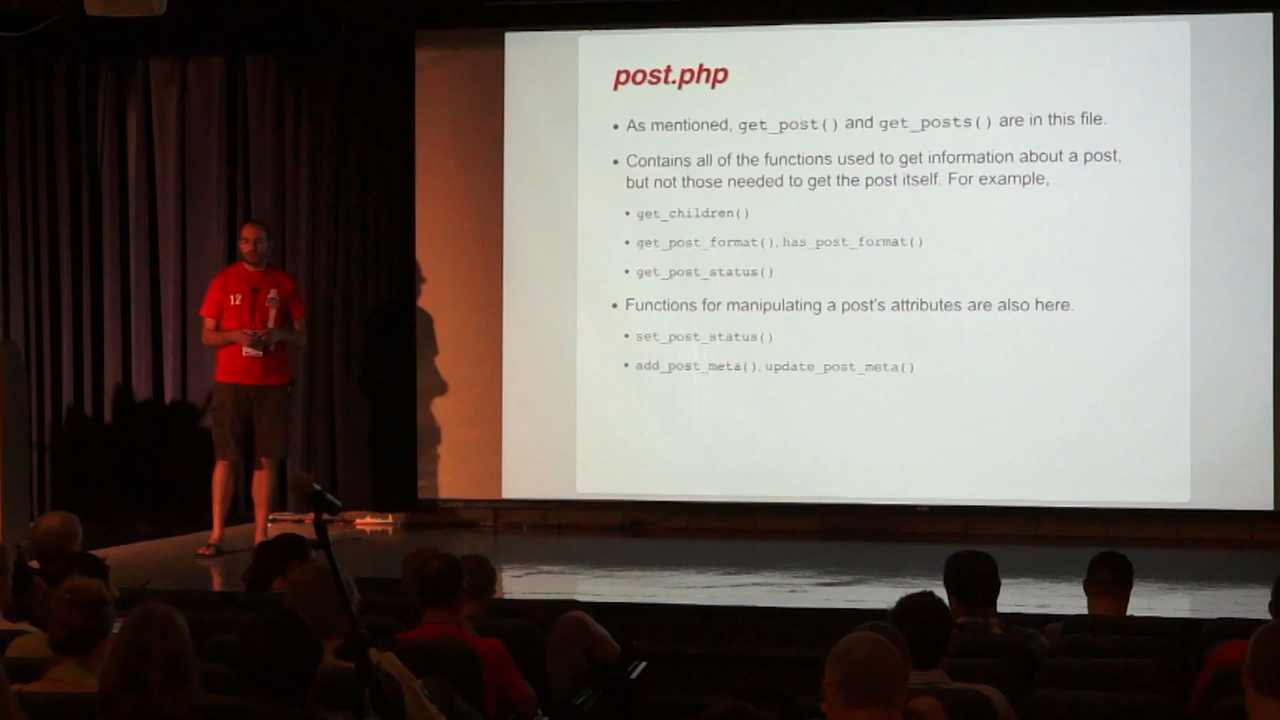 post.php
• As mentioned, get_post() and get_posts() are in this file.
• Contains all of the functions used to get information about a post,
but not those needed to get the post itself. For example,
• get_children()
• get_post_format(), has_post_format()
• get_post_status()
• Functions for manipulating a post's attributes are also here.
• set_post_status()
• add_post_meta(), update_post_meta()
12